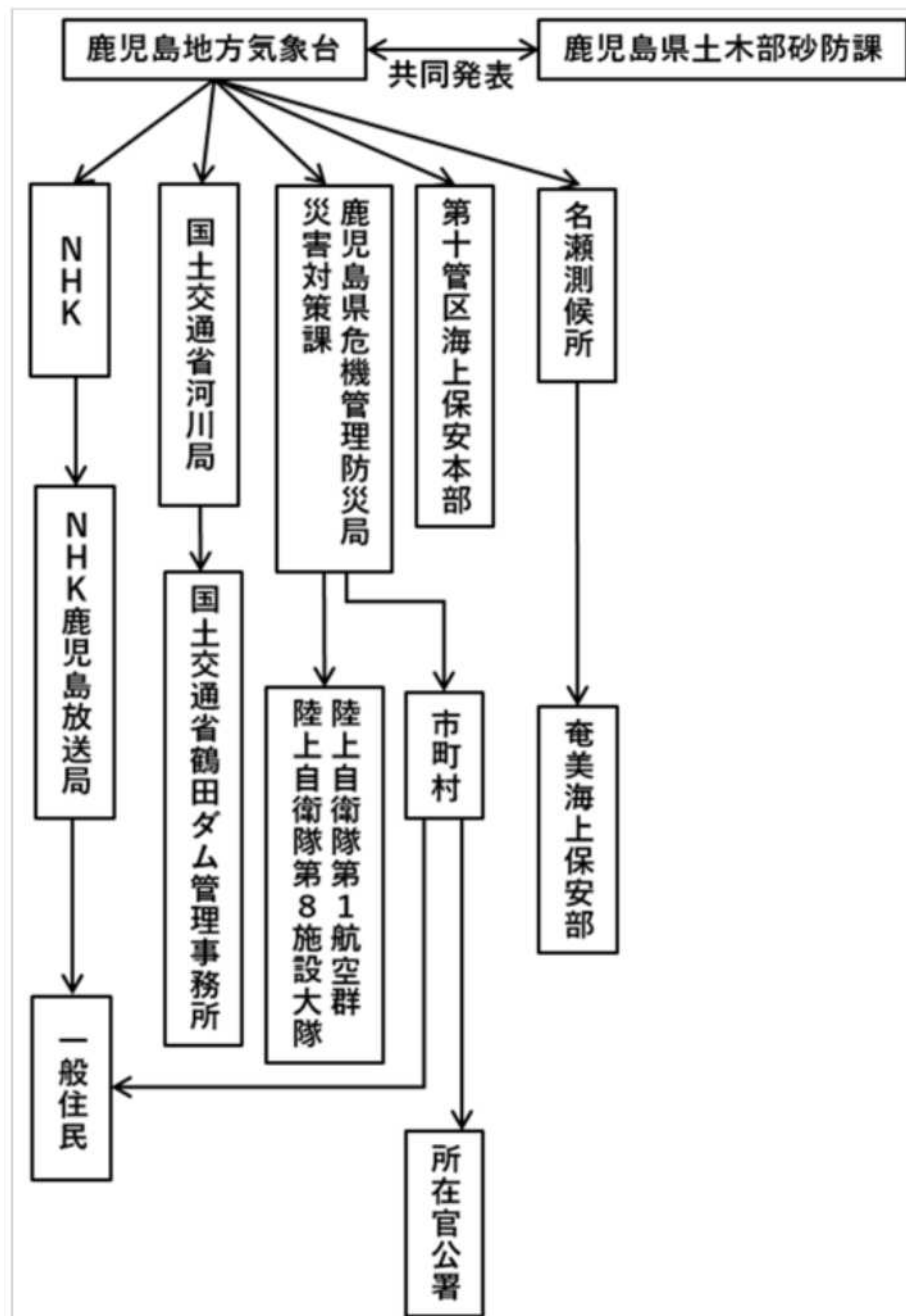 鹿児島地方気象台
共同発表
鹿児島県土木部砂防課
NHK
国土交通省河川局
鹿児島県危機管理防災局
災害対策課
第十管区海上保安本部
名瀬測候所
NHK鹿児島放送局
国土交通省鶴田ダム管理事務所
陸上自衛隊第1航空群
陸上自衛隊第8施設大隊
市町村
奄美海上保安部
一般住民
所在官公署